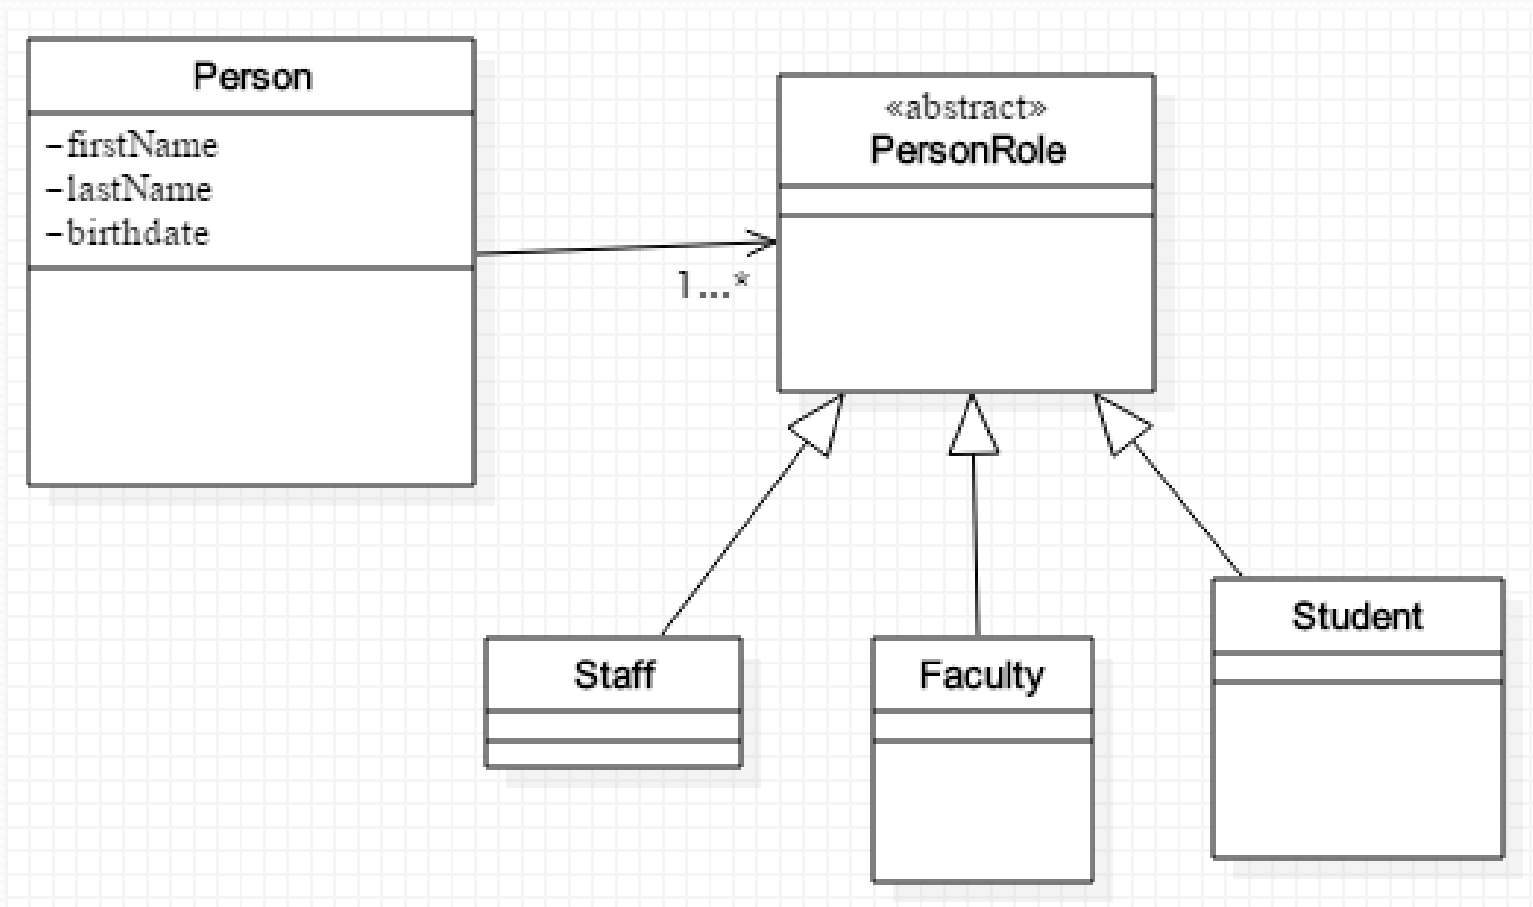 Person
-firstName
-lastName
-birthdate
1...*
«abstract»
PersonRole
Staff
Faculty
Student